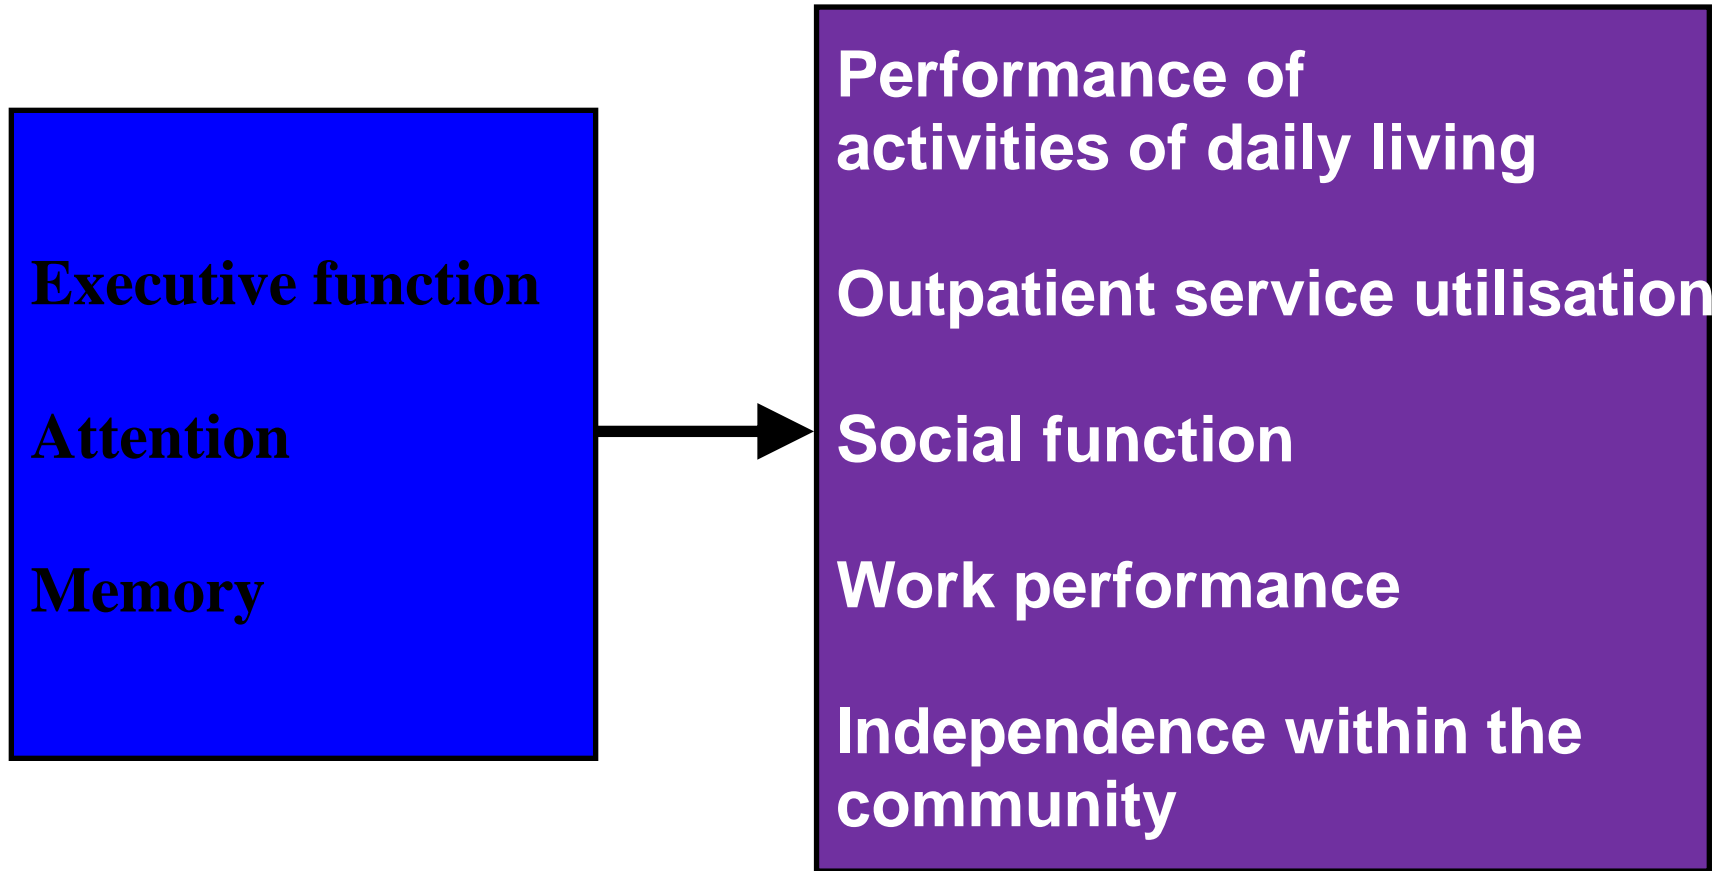 Executive function
Attention
Memory
Performance of
activities of daily living
Outpatient service utilisation
Social function
Work performance
Independence within the
community